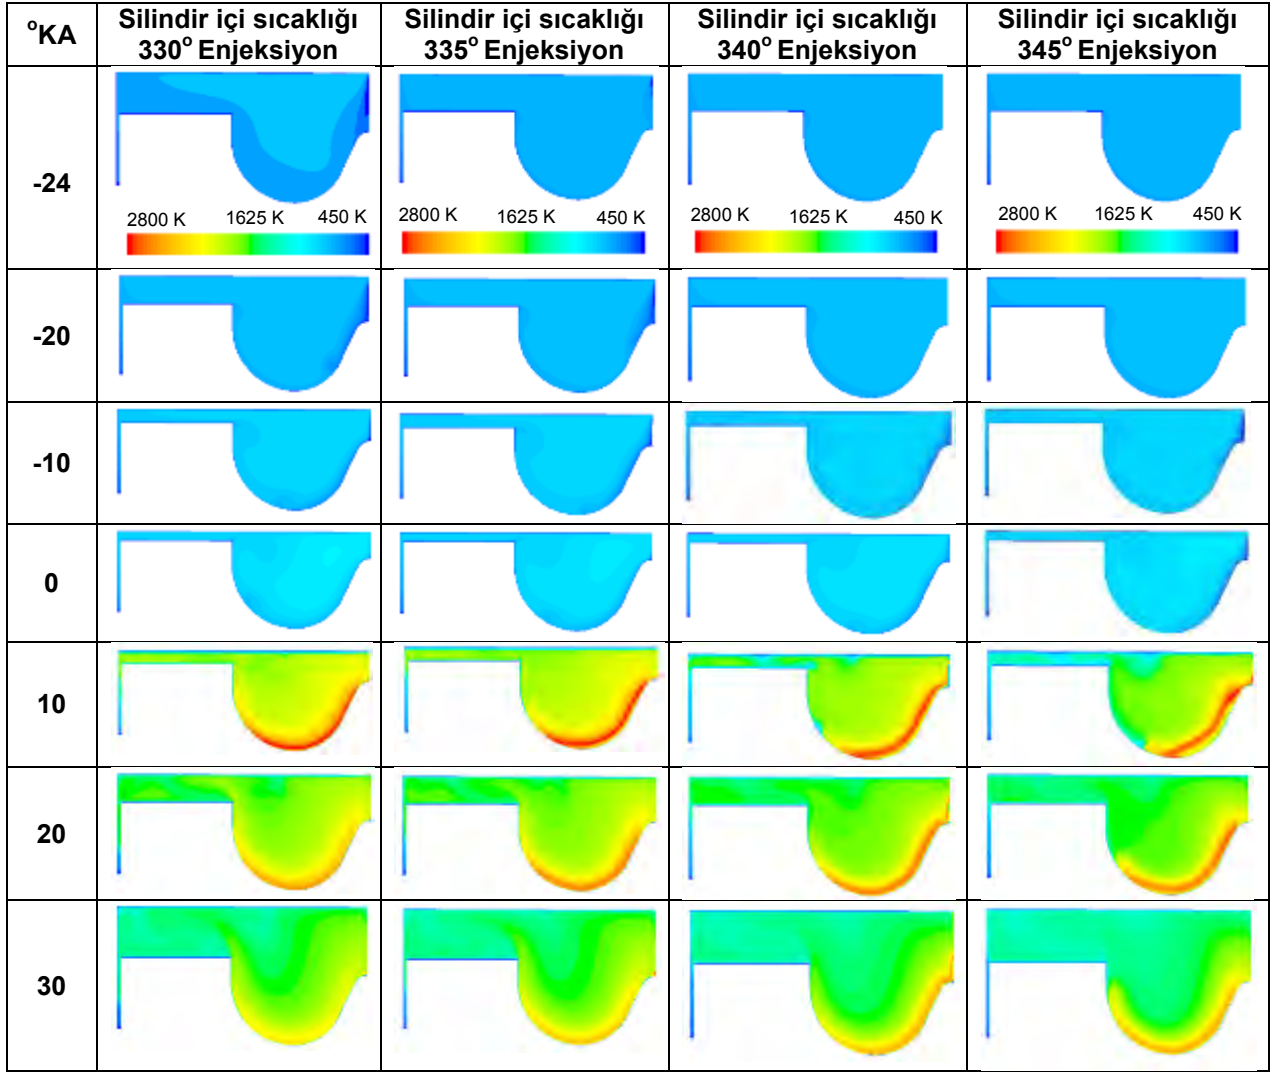 °KA
Silindir içi sıcaklığı
330° Enjeksiyon
Silindir içi sıcaklığı
335° Enjeksiyon
Silindir içi sıcaklığı
340° Enjeksiyon
Silindir içi sıcaklığı
345° Enjeksiyon
-24
2800 K 1625 K 450 K
2800 K 1625 K 450 K
2800 K 1625 K 450 K
2800 K 1625 K 450 K
-20
-10
0
10
20
30